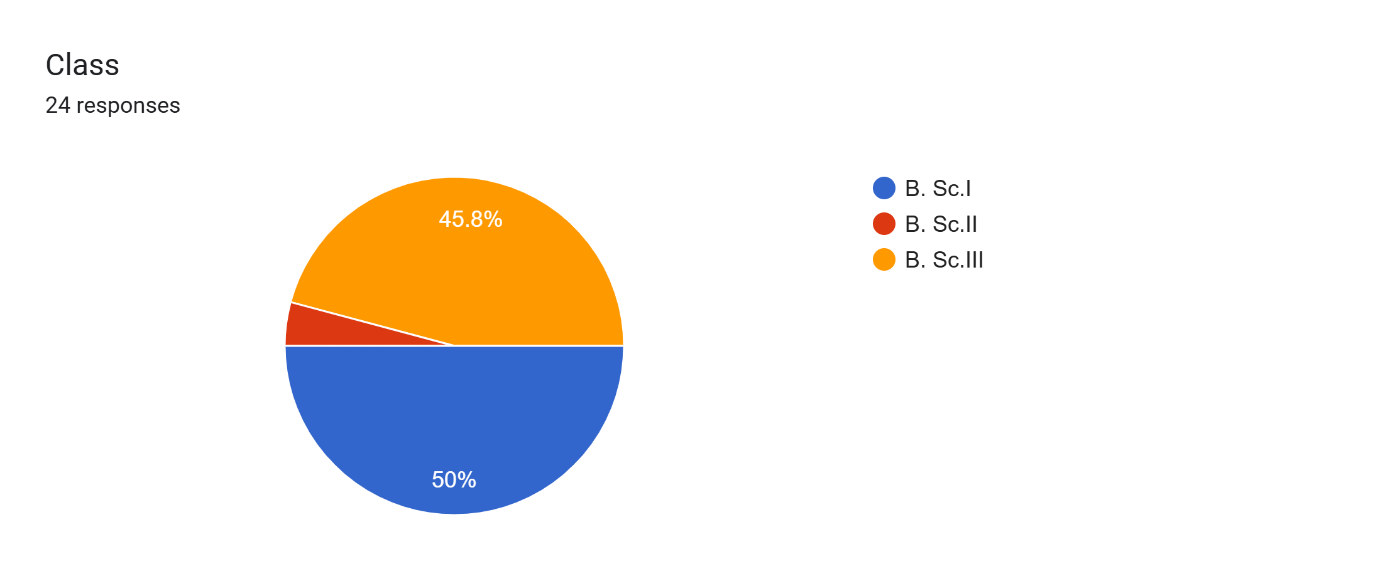 Class
24 responses
45.8%
50%
B. Sc.I
B. Sc.II
B. Sc.III